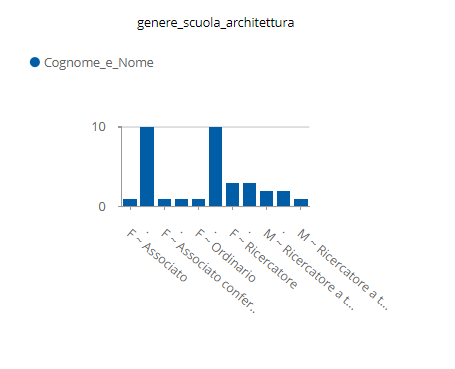 genere_scuola_architettura
Cognome_e_Nome
10
0
F ~ Associato
F ~ Associato confer..
F ~ Ordinario
F ~ Ricercatore
M ~ Ricercatore a t...
M ~ Ricercatore a t...